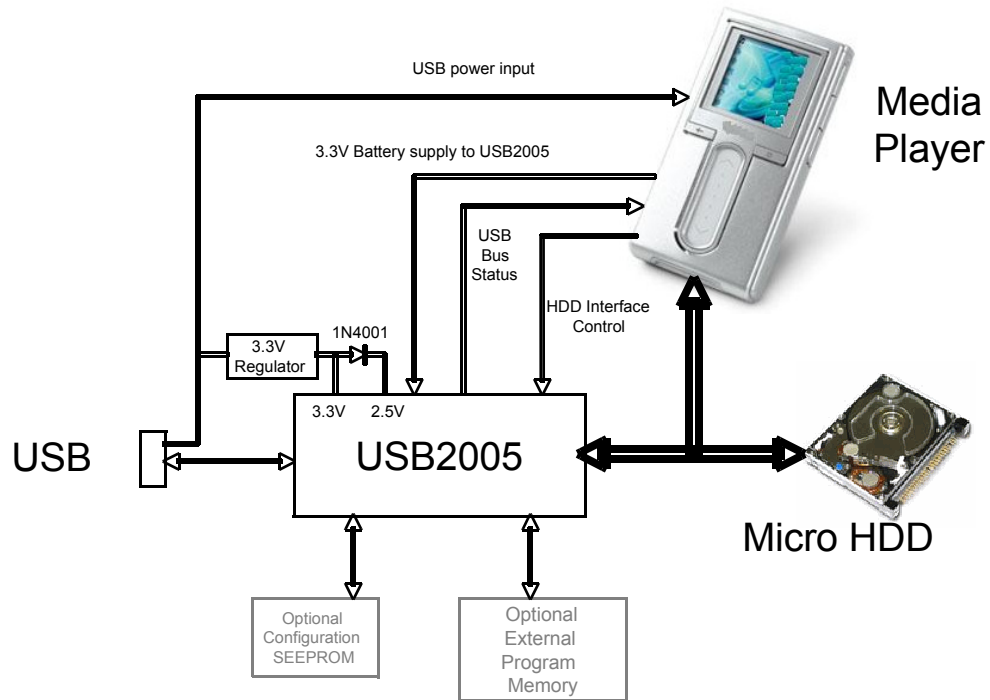 USB power input
Media
Player
3.3V Battery supply to USB2005
USB
Bus
Status
HDD Interface
Control
1N4001
3.3V
Regulator
3.3V
2.5V
USB
USB2005
Micro HDD
Optional
Configuration
SEEPROM
Optional
External
Program
Memory